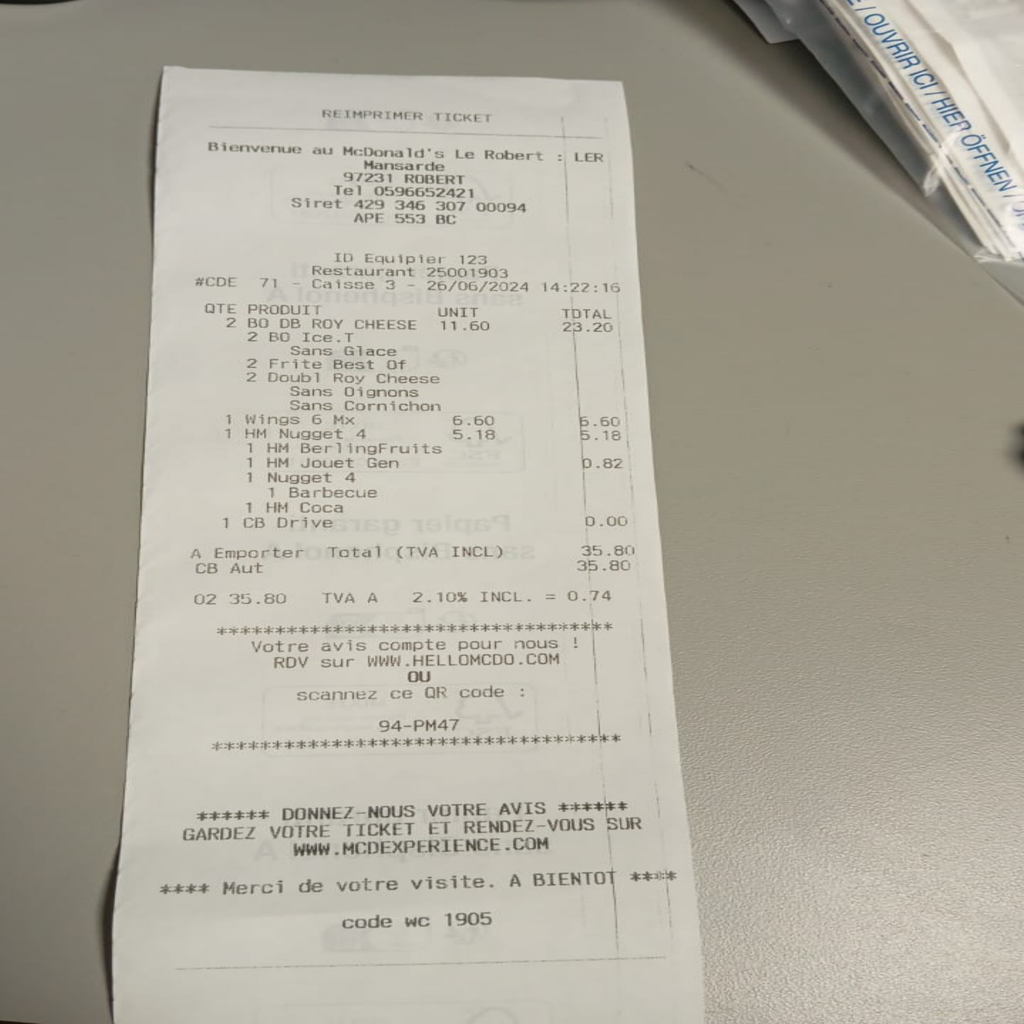 REIMPRIMER TICKET
Bienvenue au McDonald's Le Robert : LER
Mansarde
97231 ROBERT
Tel 0596652421
Siret 429 346 307 00094
APE 553 BC
ID Equipier 123
Restaurant 25001903
#CDE 71 - Caisse 3 - 26/06/2024 14:22:16
QTE PRODUIT UNIT TOTAL
2 BO DB ROY CHEESE 11.60 23.20
2 BO Ice.T
Sans Glace
2 Frite Best Of
2 Doubl Roy Cheese
Sans Oignons
Sans Cornichon
1 Wings 6 Mx 6.60 6.60
1 HM Nugget 4 5.18 5.18
1 HM BerlingFruits
1 HM Jouet Gen 0.82
1 Nugget 4
1 Barbecue
1 HM Coca
1 CB Drive 0.00
A Emporter Total (TVA INCL) 35.80
CB Aut 35.80
02 35.80 TVA A 2.10% INCL. = 0.74
*********************************
Votre avis compte pour nous !
RDV sur WWW.HELLOMCDO.COM
OU
scannez ce QR code :
94-PM47
**********************************
****** DONNEZ-NOUS VOTRE AVIS ******
GARDEZ VOTRE TICKET ET RENDEZ-VOUS SUR
WWW.MCDEXPERIENCE.COM
**** Merci de votre visite. A BIENTOT ****
code wc 1905
/ OUVRIR ICI / HIER ÖFFNEN /